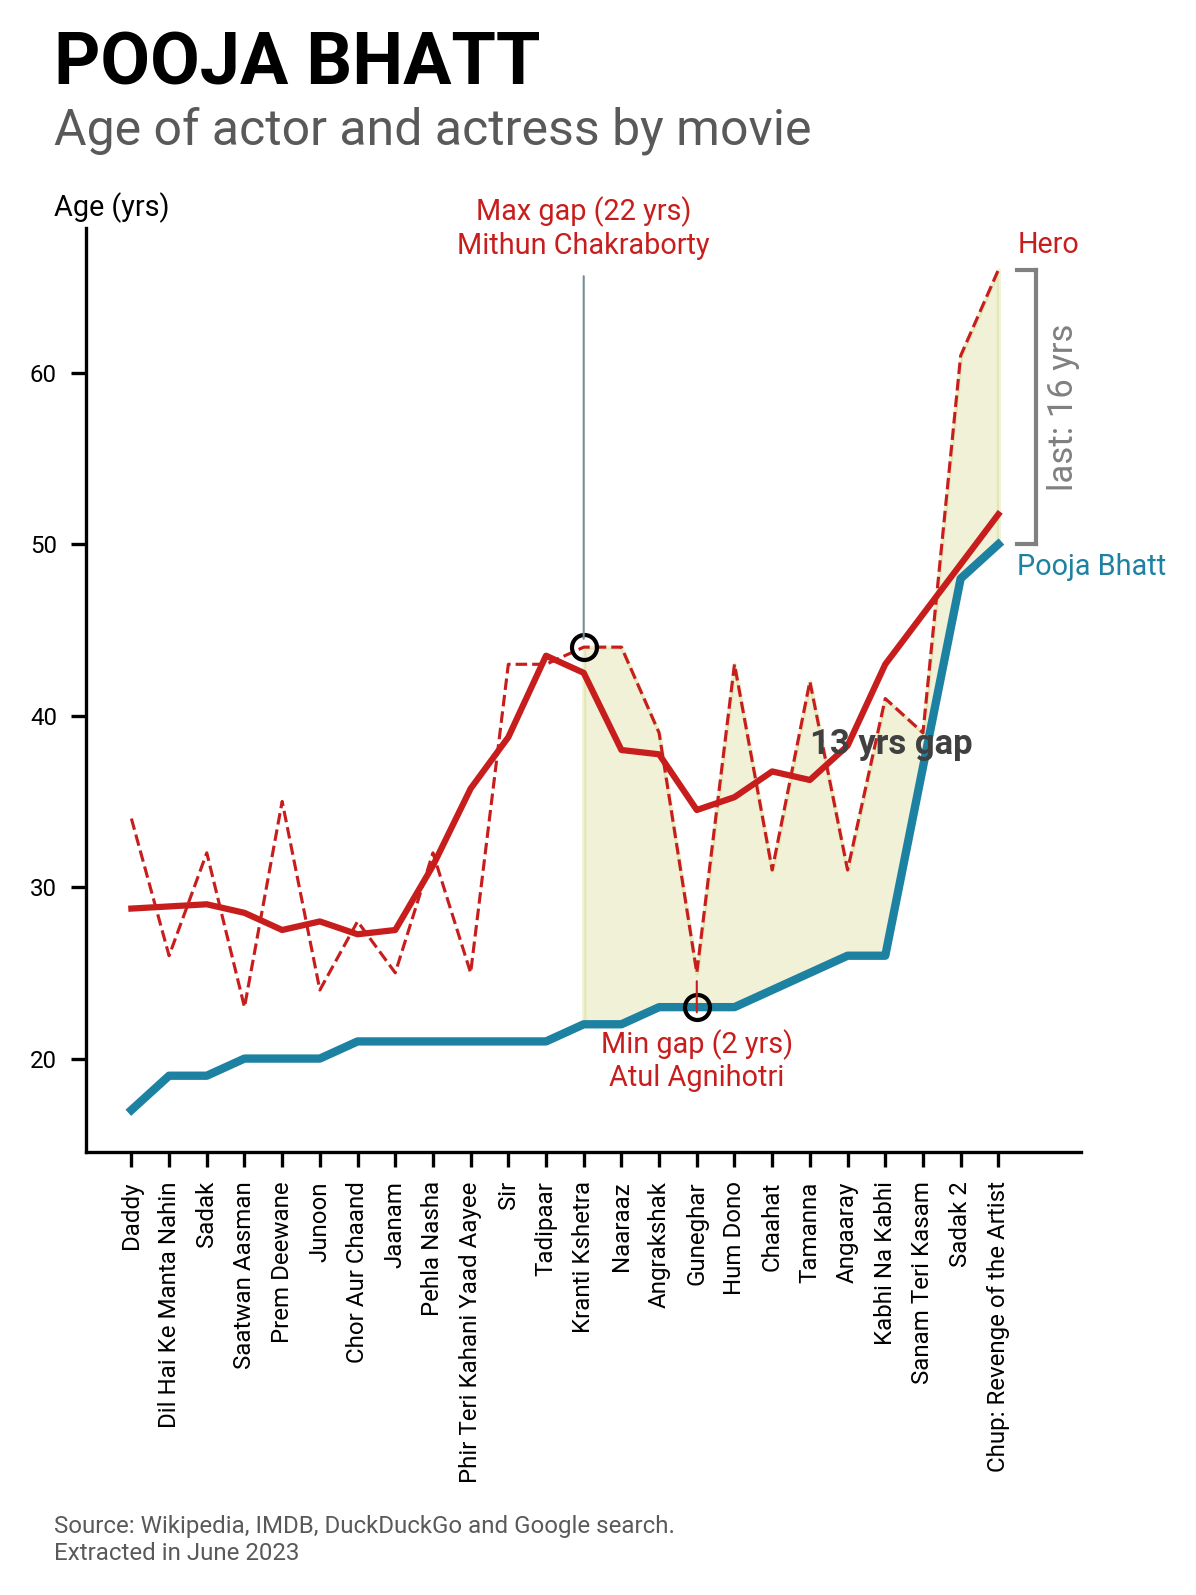 POOJA BHATT
Age of actor and actress by movie
Age (yrs)
Max gap (22 yrs)
Mithun Chakraborty
Hero
last: 16 yrs
Pooja Bhatt
60
50
40
30
20
13 yrs gap
Min gap (2 yrs)
Atul Agnihotri
Daddy
Dil Hai Ke Manta Nahin
Sadak
Saatwan Aasman
Prem Deewane
Junoon
Chor Aur Chaand
Jaanam
Pehla Nasha
Phir Teri Kahani Yaad Aayee
Sir
Tadipaar
Kranti Kshetra
Naaraaz
Angrakshak
Guneghar
Hum Dono
Chaahat
Tamanna
Angaaray
Kabhi Na Kabhi
Sanam Teri Kasam
Sadak 2
Chup: Revenge of the Artist
Source: Wikipedia, IMDB, DuckDuckGo and Google search.
Extracted in June 2023